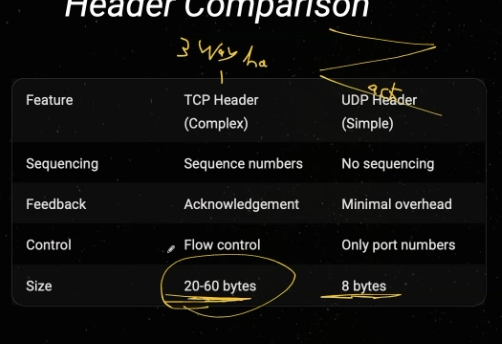 Header Comparison
3 Way ha
Feature TCP Header (Complex) UDP Header (Simple)
Sequencing Sequence numbers No sequencing
Feedback Acknowledgement Minimal overhead
Control Flow control Only port numbers
Size 20-60 bytes 8 bytes